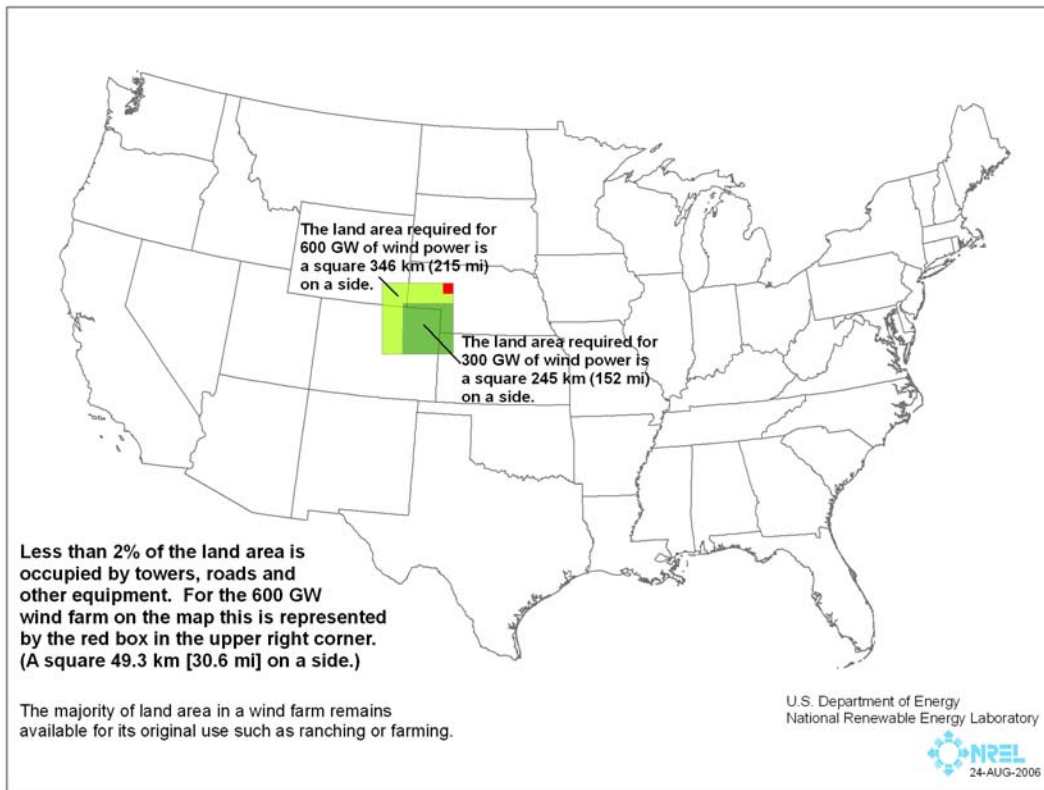 The land area required for
600 GW of wind power is
a square 346 km (215 mi)
on a side.
The land area required for
300 GW of wind power is
a square 245 km (152 mi)
on a side.
Less than 2% of the land area is
occupied by towers, roads and
other equipment.  For the 600 GW
wind farm on the map this is represented
by the red box in the upper right corner.
(A square 49.3 km [30.6 mi] on a side.)
The majority of land area in a wind farm remains
available for its original use such as ranching or farming.
U.S. Department of Energy
National Renewable Energy Laboratory
NREL
24-AUG-2006